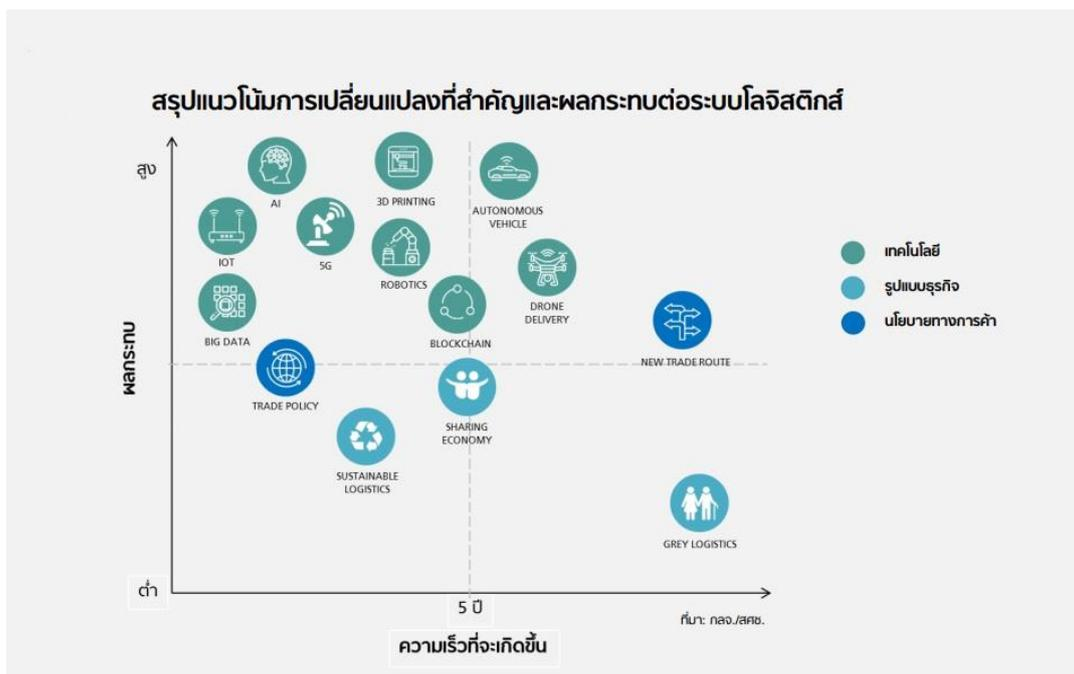 สรุปแนวโน้มการเปลี่ยนแปลงที่สำคัญและผลกระทบต่อระบบโลจิสติกส์
สูง
AI
3D PRINTING
AUTONOMOUS
VEHICLE
IOT
5G
ROBOTICS
DRONE
DELIVERY
BIG DATA
BLOCKCHAIN
NEW TRADE ROUTE
เทคโนโลยี
รูปแบบธุรกิจ
นโยบายทางการค้า
ผลกระทบ
TRADE POLICY
SHARING
ECONOMY
SUSTAINABLE
LOGISTICS
GREY LOGISTICS
ต่ำ
5 ปี
ที่มา: กลจ./สศช.
ความเร็วที่จะเกิดขึ้น